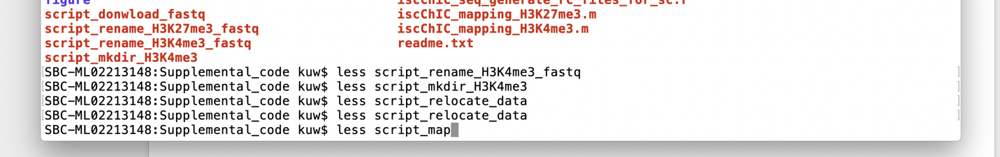 figure iscChIC_seq_generate_rc_files_for_sc.r
script_donwload_fastq iscChIC_mapping_H3K27me3.m
script_rename_H3K27me3_fastq iscChIC_mapping_H3K4me3.m
script_rename_H3K4me3_fastq readme.txt
script_mkdir_H3K4me3
[SBC-ML02213148:Supplemental_code kuw$ less script_rename_H3K4me3_fastq ]
[SBC-ML02213148:Supplemental_code kuw$ less script_mkdir_H3K4me3 ]
[SBC-ML02213148:Supplemental_code kuw$ less script_relocate_data ]
[SBC-ML02213148:Supplemental_code kuw$ less script_relocate_data ]
SBC-ML02213148:Supplemental_code kuw$ less script_map